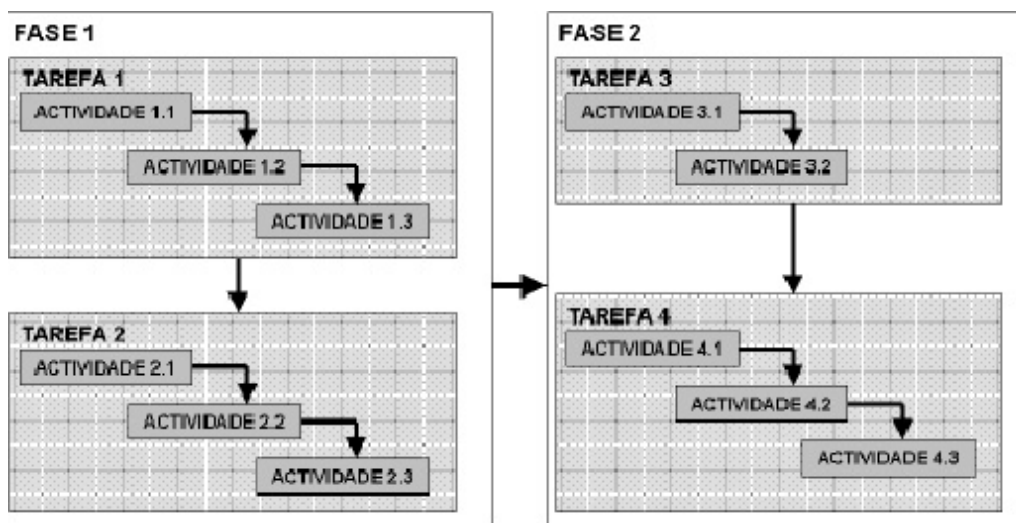 FASE 1
TAREFA 1
ACTIVIDADE 1.1
ACTIVIDADE 1.2
ACTIVIDADE 1.3
TAREFA 2
ACTIVIDADE 2.1
ACTIVIDADE 2.2
ACTIVIDADE 2.3
FASE 2
TAREFA 3
ACTIVIDADE 3.1
ACTIVIDADE 3.2
TAREFA 4
ACTIVIDADE 4.1
ACTIVIDADE 4.2
ACTIVIDADE 4.3